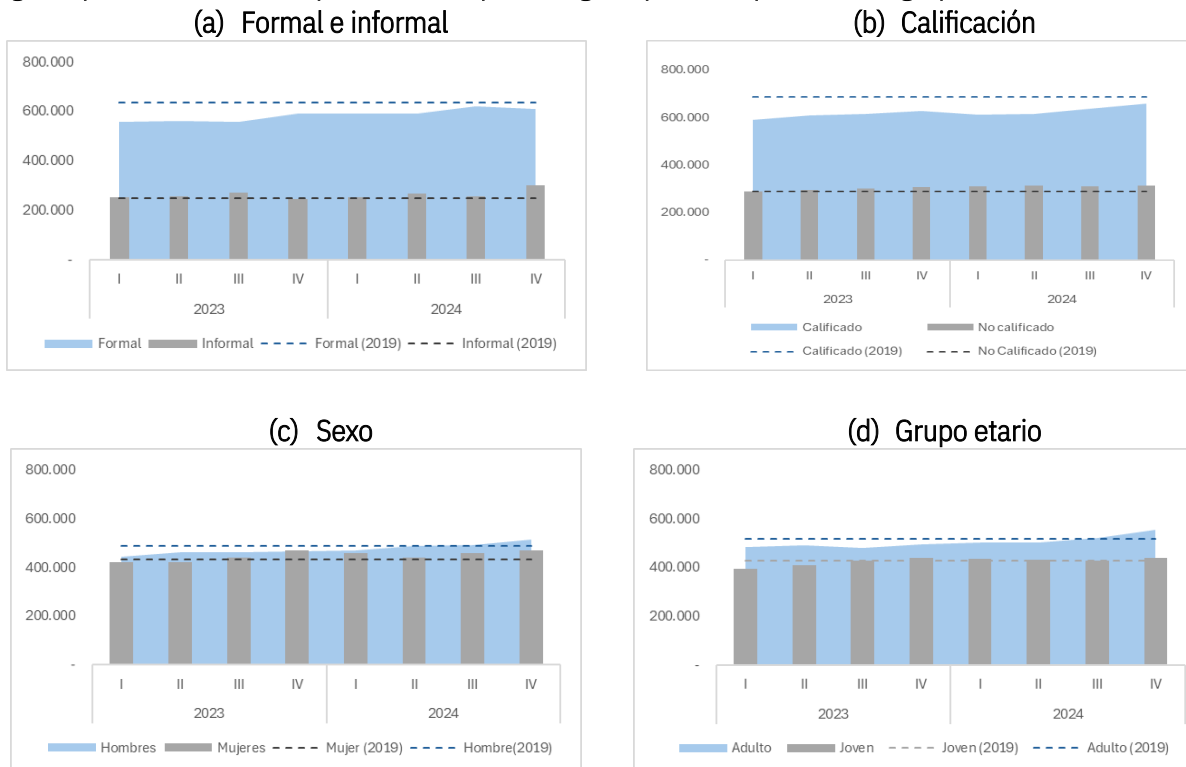 (a) Formal e informal
800.000
600.000
400.000
200.000
-
I II III IV I II III IV
2023 2024
Formal Informal Formal (2019) Informal (2019)
(b) Calificación
800.000
600.000
400.000
200.000
-
I II III IV I II III IV
2023 2024
Calificado No calificado
Calificado (2019) No Calificado (2019)
(c) Sexo
800.000
600.000
400.000
200.000
-
I II III IV I II III IV
2023 2024
Hombres Mujeres Mujer (2019) Hombre(2019)
(d) Grupo etario
800.000
600.000
400.000
200.000
-
I II III IV I II III IV
2023 2024
Adulto Joven Joven (2019) Adulto (2019)